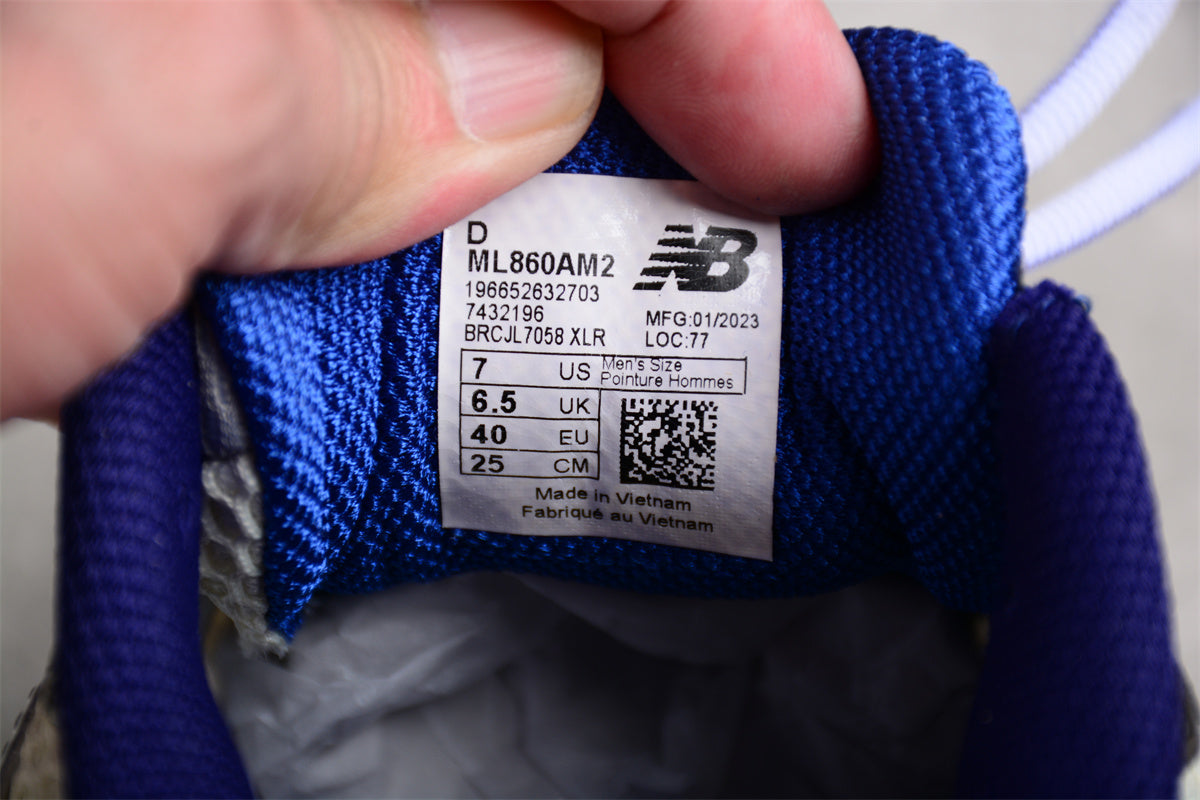 D
ML860AM2
NB
196652632703
7432196
BRCJL7058 XLR
MFG:01/2023
LOC:77
7 US Men's Size
Pointure Hommes
6.5 UK
40 EU
25 CM
Made in Vietnam
Fabriqué au Vietnam